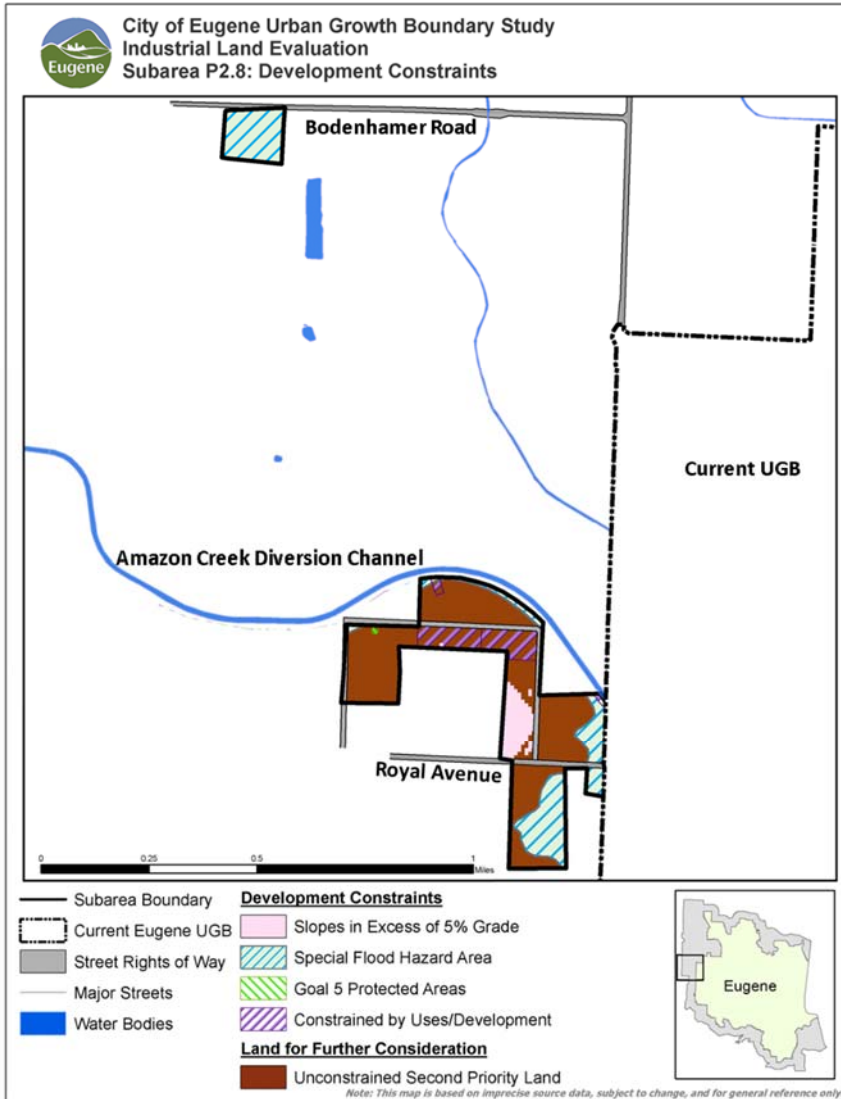 City of Eugene Urban Growth Boundary Study
Industrial Land Evaluation
Subarea P2.8: Development Constraints
Eugene
Bodenhamer Road
Current UGB
Amazon Creek Diversion Channel
Royal Avenue
0
0.25
0.5
1
Miles
Subarea Boundary
Current Eugene UGB
Street Rights of Way
Major Streets
Water Bodies
Development Constraints
Slopes in Excess of 5% Grade
Special Flood Hazard Area
Goal 5 Protected Areas
Constrained by Uses/Development
Land for Further Consideration
Unconstrained Second Priority Land
Eugene
Note: This map is based on imprecise source data, subject to change, and for general reference only